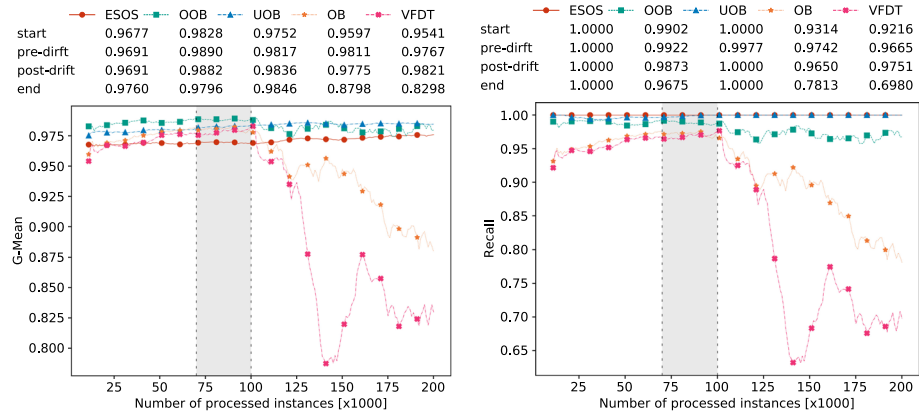 ESOS OOB UOB OB VFDT
start 0.9677 0.9828 0.9752 0.9597 0.9541
pre-dirft 0.9691 0.9890 0.9817 0.9811 0.9767
post-drift 0.9691 0.9882 0.9836 0.9775 0.9821
end 0.9760 0.9796 0.9846 0.8798 0.8298
0.975
0.950
0.925
0.900
0.875
0.850
0.825
0.800
G-Mean
25 50 75 100 125 150 175 200
Number of processed instances [x1000]
ESOS OOB UOB OB VFDT
start 1.0000 0.9902 1.0000 0.9314 0.9216
pre-dirft 1.0000 0.9922 0.9977 0.9742 0.9665
post-drift 1.0000 0.9873 1.0000 0.9650 0.9751
end 1.0000 0.9675 1.0000 0.7813 0.6980
1.00
0.95
0.90
0.85
0.80
0.75
0.70
0.65
Recall
25 50 75 100 125 150 175 200
Number of processed instances [x1000]